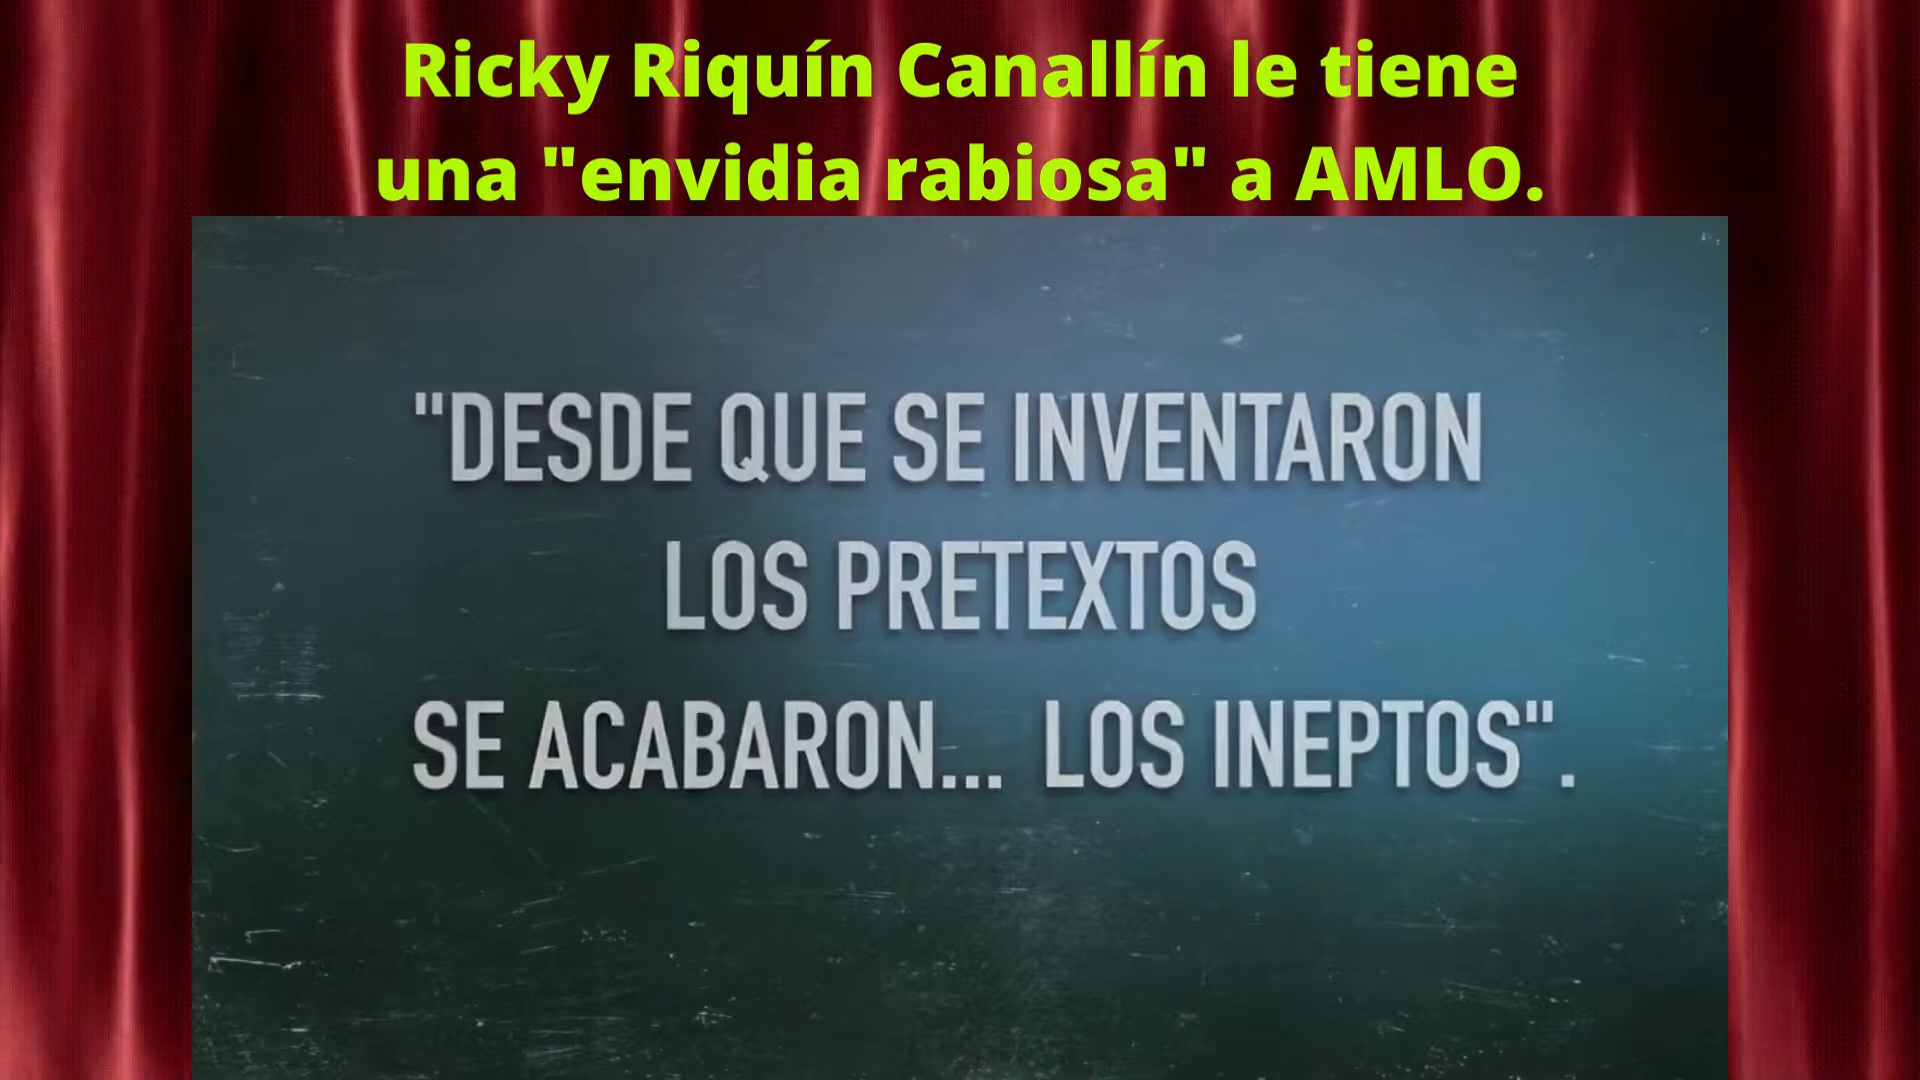 Ricky Riquín Canallín le tiene
una "envidia rabiosa" a AMLO.
"DESDE QUE SE INVENTARON
LOS PRETEXTOS
SE ACABARON... LOS INEPTOS".